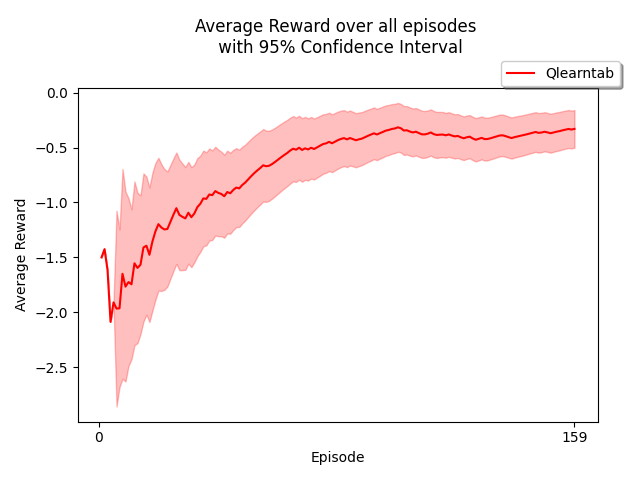 Average Reward over all episodes
with 95% Confidence Interval
Qlearntab
0.0
−0.5
−1.0
−1.5
−2.0
−2.5
Average Reward
0
159
Episode